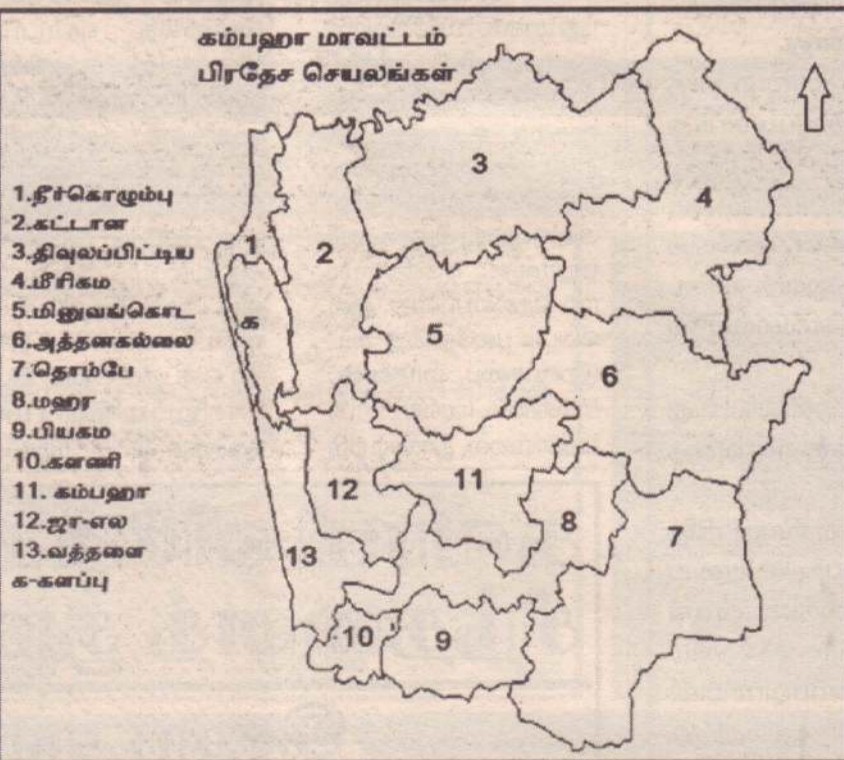 கம்பஹா மாவட்டம்
பிரதேச செயலங்கள்
1.நீர்கொழும்பு
2.கட்டான
3.திவுலப்பிட்டிய
4.மீரிகம
5.மினுவங்கொட
6.அத்தனகல்லை
7.தொம்பே
8.மஹர
9.பியகம
10.களணி
11. கம்பஹா
12.ஜா-எல
13.வத்தளை
க-களப்பு
3
4
1
2
க
5
6
12
11
8
7
13
10
9